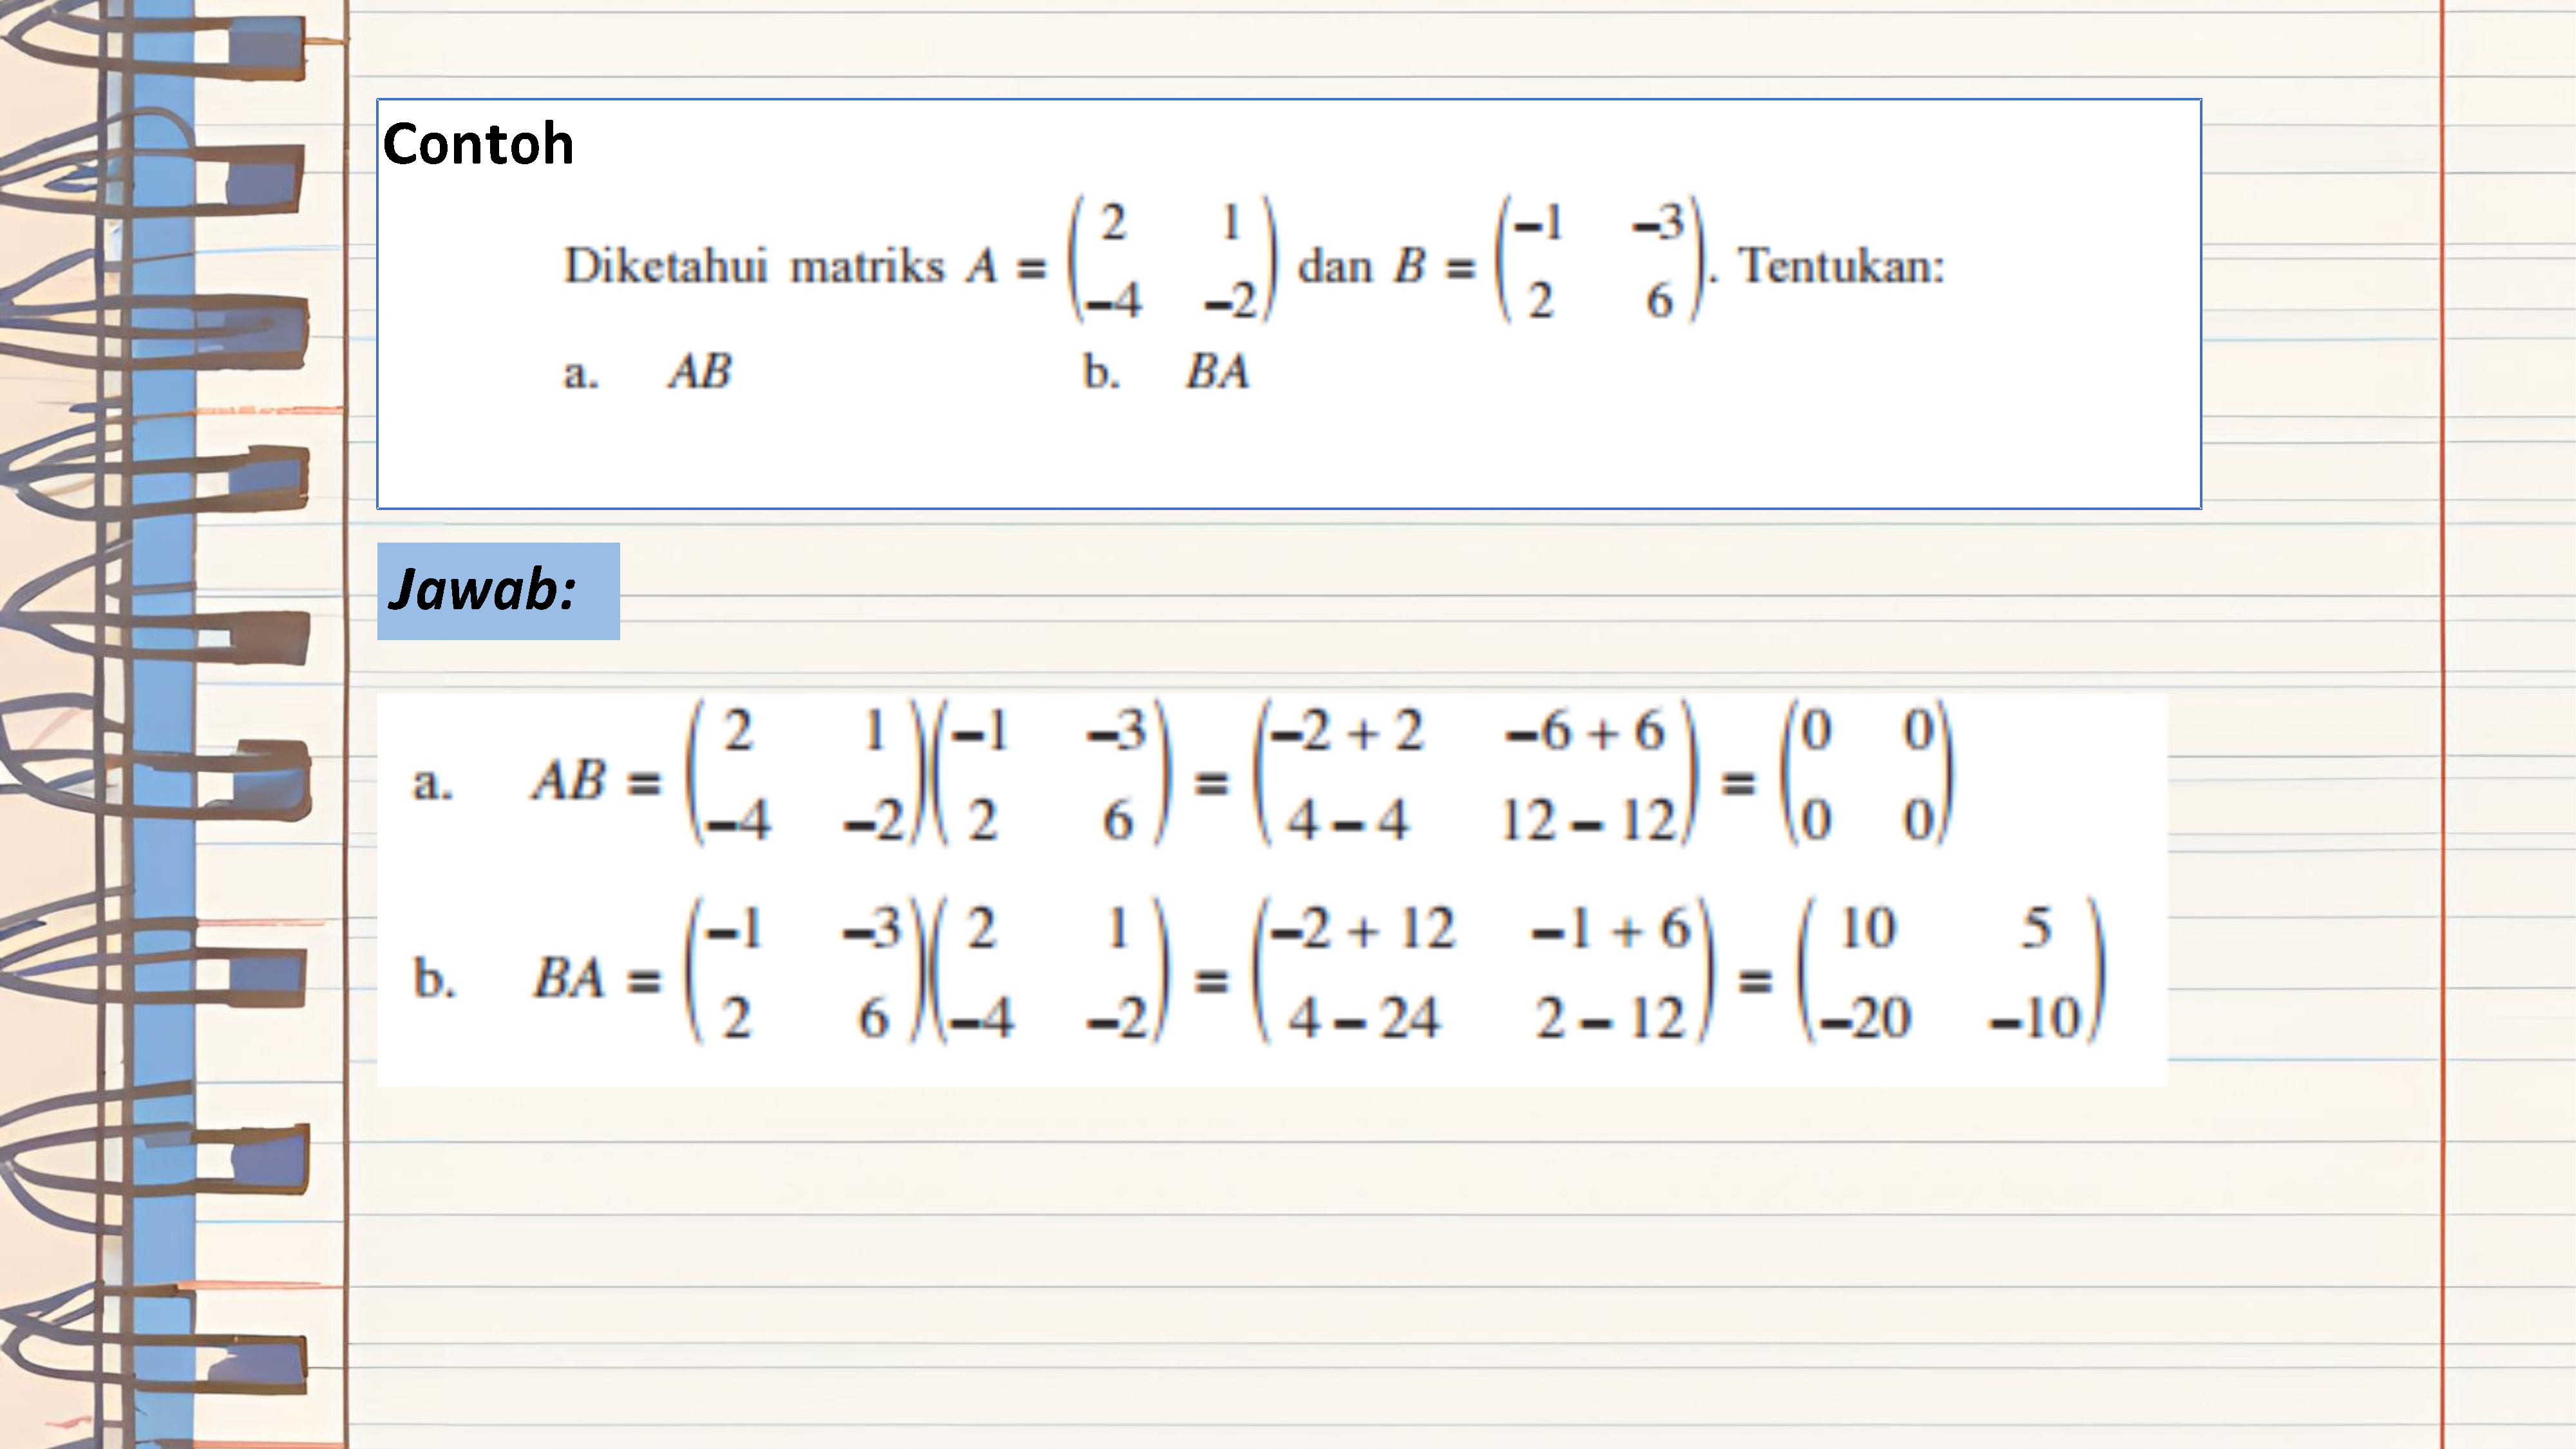 Contoh
Diketahui matriks A = \begin{pmatrix} 2 & 1 \\ -4 & -2 \end{pmatrix} dan B = \begin{pmatrix} -1 & -3 \\ 2 & 6 \end{pmatrix}. Tentukan:
a. AB b. BA
Jawab:
a. AB = \begin{pmatrix} 2 & 1 \\ -4 & -2 \end{pmatrix}\begin{pmatrix} -1 & -3 \\ 2 & 6 \end{pmatrix} = \begin{pmatrix} -2 + 2 & -6 + 6 \\ 4 - 4 & 12 - 12 \end{pmatrix} = \begin{pmatrix} 0 & 0 \\ 0 & 0 \end{pmatrix}
b. BA = \begin{pmatrix} -1 & -3 \\ 2 & 6 \end{pmatrix}\begin{pmatrix} 2 & 1 \\ -4 & -2 \end{pmatrix} = \begin{pmatrix} -2 + 12 & -1 + 6 \\ 4 - 24 & 2 - 12 \end{pmatrix} = \begin{pmatrix} 10 & 5 \\ -20 & -10 \end{pmatrix}